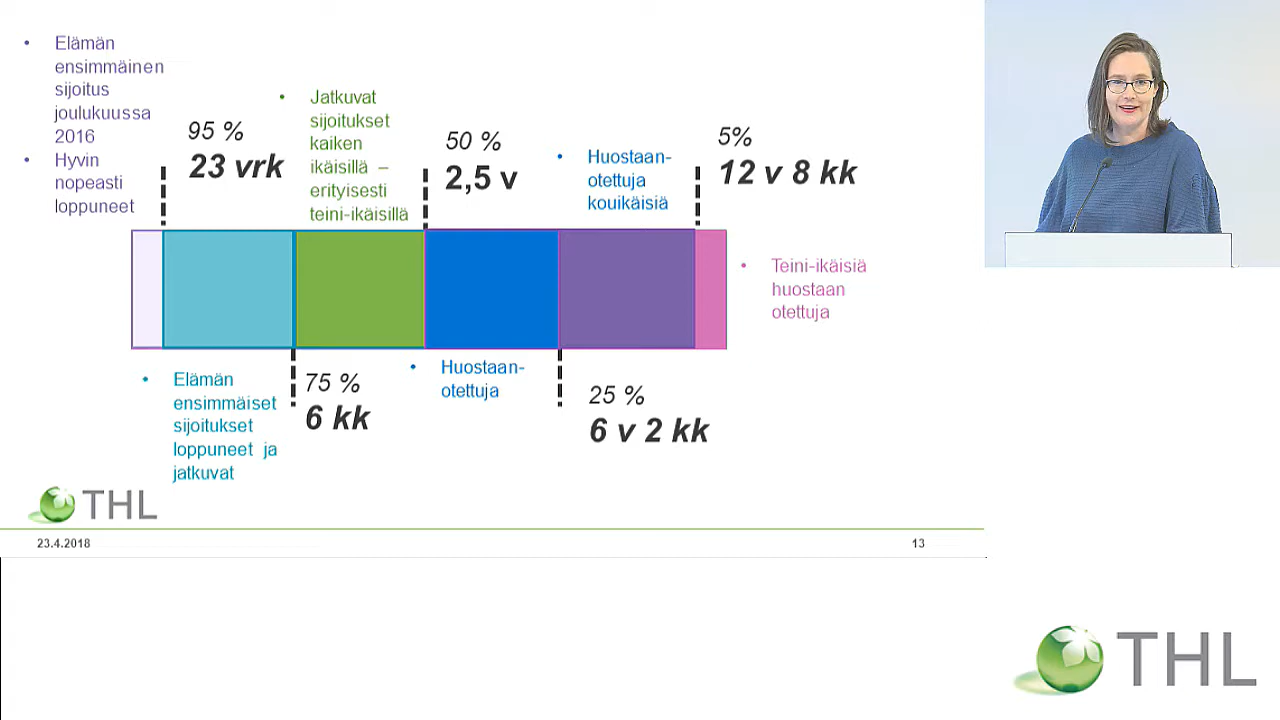 • Elämän
ensimmäinen
sijoitus
joulukuussa
2016
• Hyvin
nopeasti
loppuneet
95 %
23 vrk
• Jatkuvat
sijoitukset
kaiken
ikäisillä –
erityisesti
teini-ikäisillä
50 %
2,5 v
• Huostaan-
otettuja
kouikäisiä
5%
12 v 8 kk
• Teini-ikäisiä
huostaan
otettuja
• Elämän
ensimmäiset
sijoitukset
loppuneet ja
jatkuvat
75 %
6 kk
• Huostaan-
otettuja
25 %
6 v 2 kk
THL
23.4.2018
13
THL